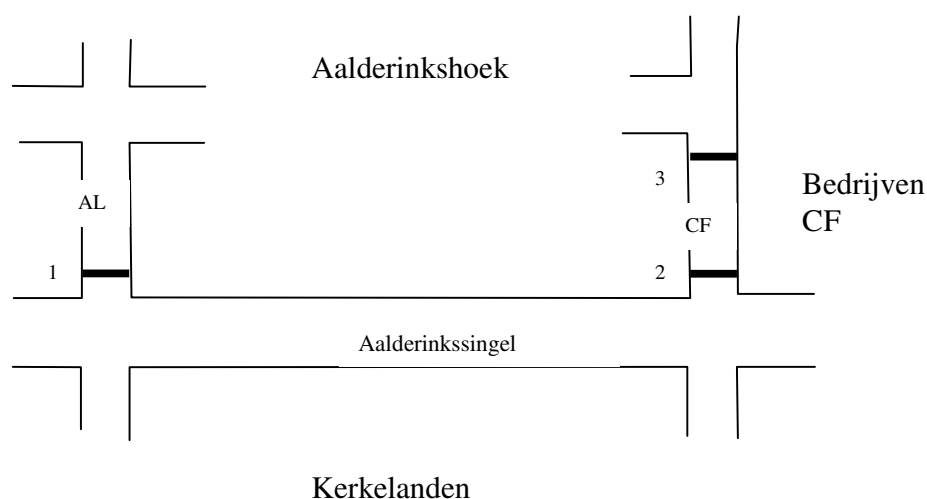 Aalderinkshoek
3
Bedrijven
CF
AL
CF
1
2
Aalderinkssingel
Kerkelanden